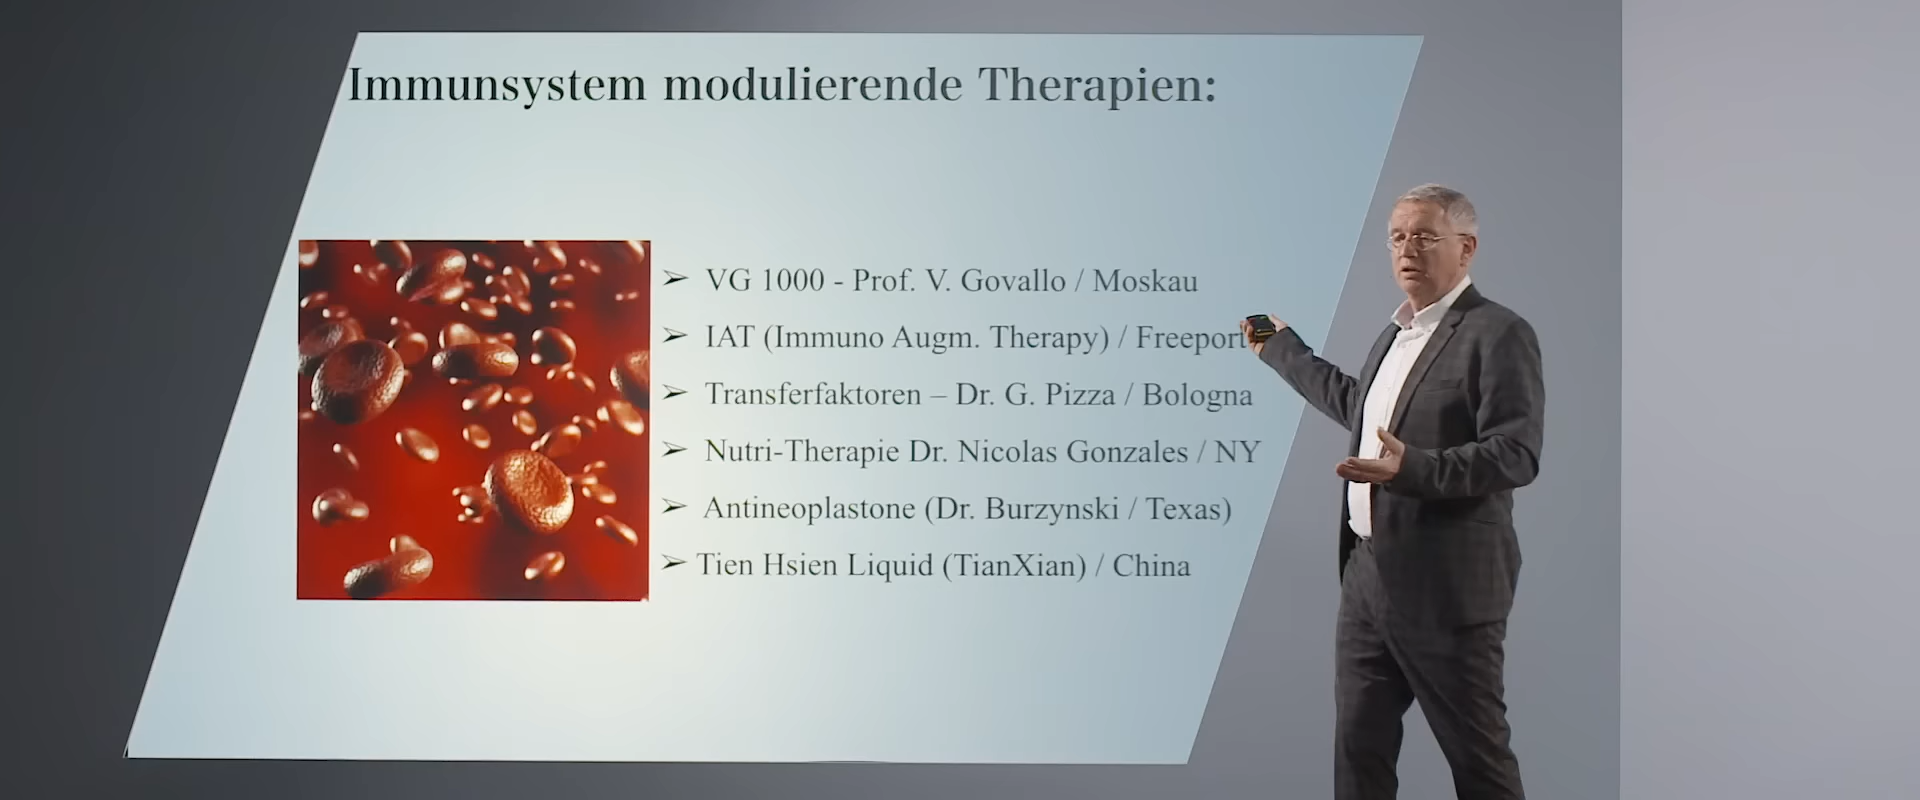 Immunsystem modulierende Therapien:
➢ VG 1000 - Prof. V. Govallo / Moskau
➢ IAT (Immuno Augm. Therapy) / Freeport
➢ Transferfaktoren – Dr. G. Pizza / Bologna
➢ Nutri-Therapie Dr. Nicolas Gonzales / NY
➢ Antineoplastone (Dr. Burzynski / Texas)
➢ Tien Hsien Liquid (TianXian) / China